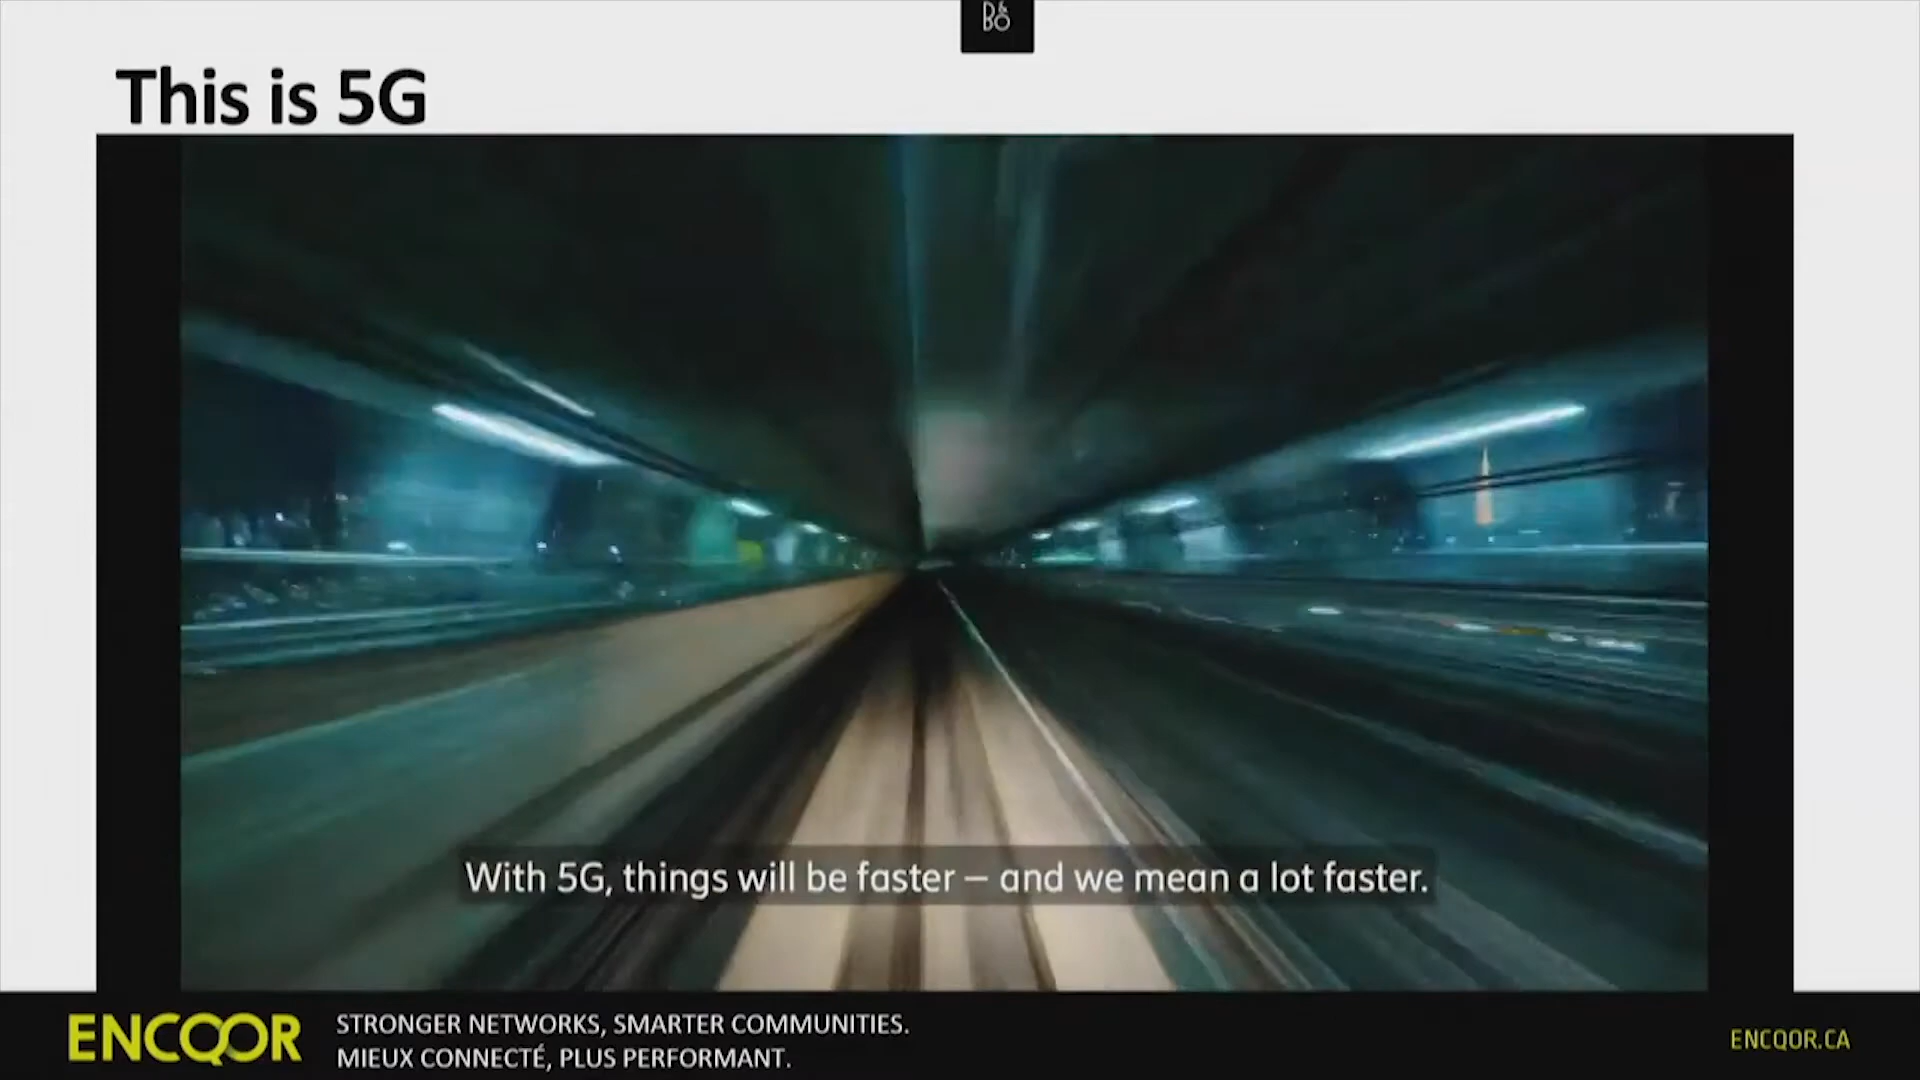 B&O
This is 5G
With 5G, things will be faster – and we mean a lot faster.
ENCQOR
STRONGER NETWORKS, SMARTER COMMUNITIES.
MIEUX CONNECTÉ, PLUS PERFORMANT.
ENCQOR.CA